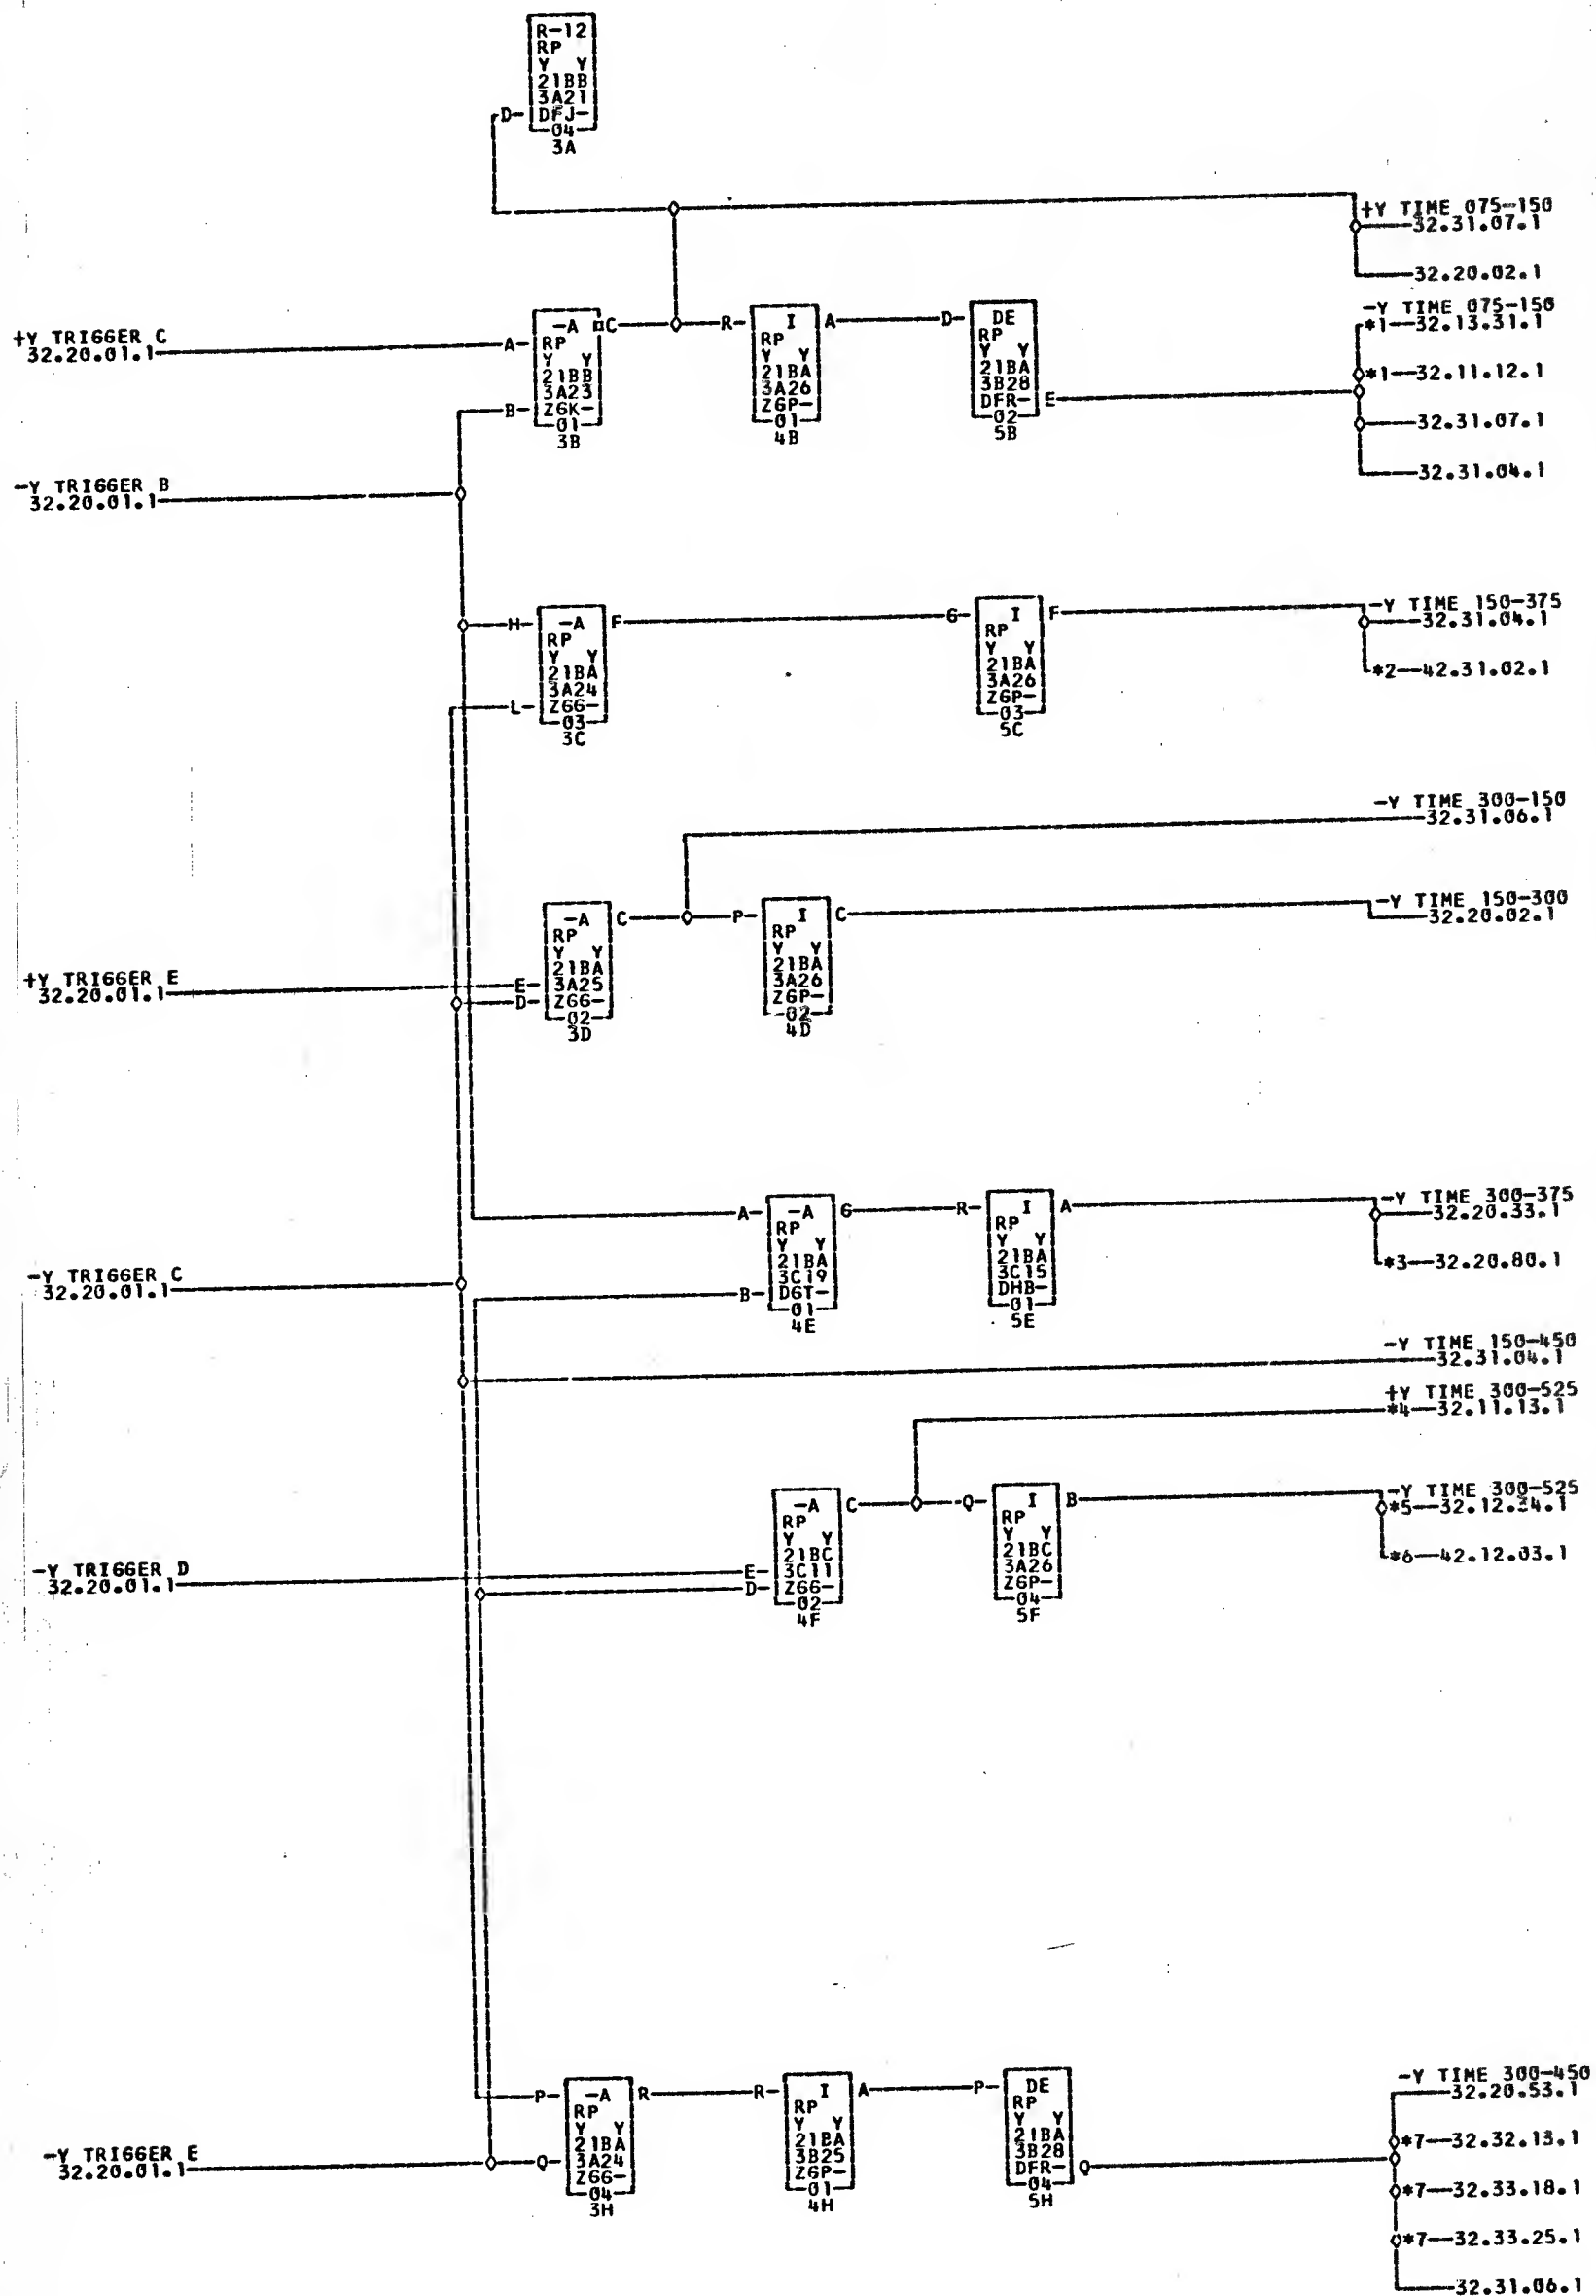 R-12
RP
Y Y
21BB
3A21
D- DFJ-
04
3A
+Y TIME 075-150
32.31.07.1
32.20.02.1
-Y TIME 075-150
*1-32.13.31.1
*1-32.11.12.1
32.31.07.1
32.31.04.1
+Y TRIGGER C
32.20.01.1
A-
B-
-A C
RP
Y Y
21BB
3A23
Z6K-
01
3B
R- I A
RP
Y Y
21BA
3A26
Z6P-
01
4B
D- DE
RP
Y Y
21BA
3B28
DFR- E
02
5B
-Y TRIGGER B
32.20.01.1
H- -A F
RP
Y Y
21BA
3A24
L- Z66-
03
3C
G- I F
RP
Y Y
21BA
3A26
Z6P-
03
5C
-Y TIME 150-375
32.31.04.1
*2-42.31.02.1
-Y TIME 300-150
32.31.06.1
-Y TIME 150-300
32.20.02.1
+Y TRIGGER E
32.20.01.1
-A C
RP
Y Y
21BA
E- 3A25
D- Z66-
02
3D
P- I C
RP
Y Y
21BA
3A26
Z6P-
02
4D
A- -A G
RP
Y Y
21BA
3C19
B- D6T-
01
4E
R- I A
RP
Y Y
21BA
3C15
DHB-
01
5E
-Y TIME 300-375
32.20.33.1
*3-32.20.80.1
-Y TRIGGER C
32.20.01.1
-Y TIME 150-450
32.31.04.1
+Y TIME 300-525
*4-32.11.13.1
-Y TIME 300-525
*5-32.12.34.1
*6-42.12.03.1
-Y TRIGGER D
32.20.01.1
-A C
RP
Y Y
21BC
E- 3C11
D- Z66-
02
4F
Q- I B
RP
Y Y
21BC
3A26
Z6P-
04
5F
-Y TRIGGER E
32.20.01.1
P- -A R
RP
Y Y
21BA
3A24
Q- Z66-
04
3H
R- I A
RP
Y Y
21BA
3B25
Z6P-
01
4H
P- DE
RP
Y Y
21BA
3B28
DFR- Q
04
5H
-Y TIME 300-450
32.20.53.1
*7-32.32.13.1
*7-32.33.18.1
*7-32.33.25.1
32.31.06.1